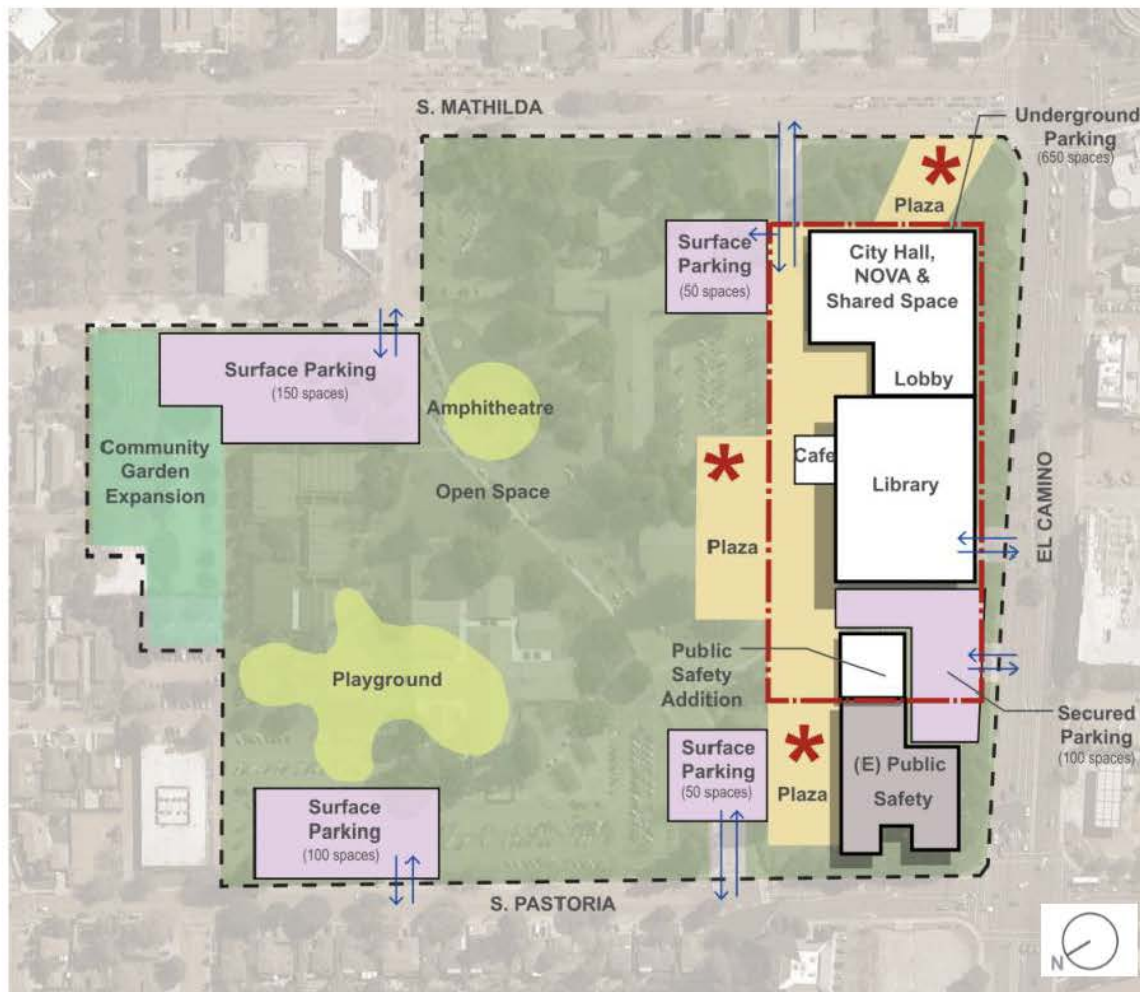 S. MATHILDA
Underground
Parking
(650 spaces)
Plaza
Surface
Parking
(50 spaces)
City Hall,
NOVA &
Shared Space
Lobby
Surface Parking
(150 spaces)
Amphitheatre
Community
Garden
Expansion
Open Space
Cafe
Library
Plaza
EL CAMINO
Playground
Public
Safety
Addition
Secured
Parking
(100 spaces)
Surface
Parking
(50 spaces)
Plaza
(E) Public
Safety
Surface
Parking
(100 spaces)
S. PASTORIA
N